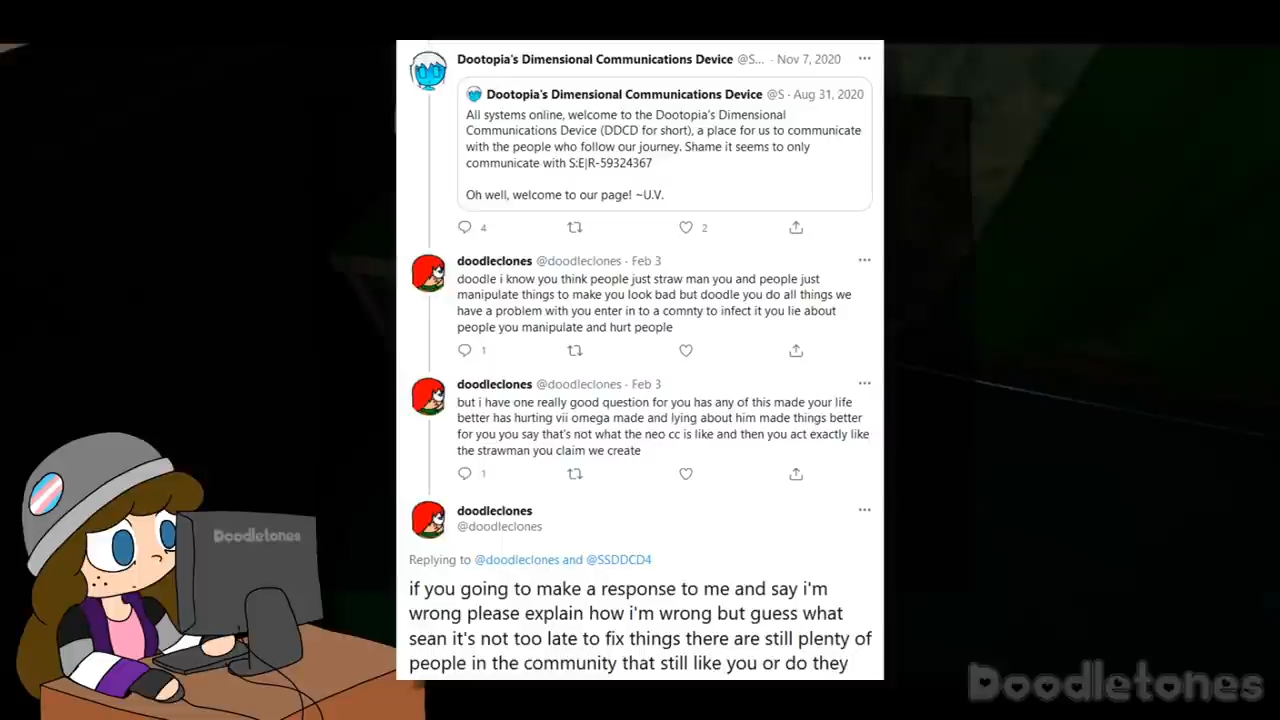 Dootopia's Dimensional Communications Device @S... · Nov 7, 2020 ···
Dootopia's Dimensional Communications Device @S · Aug 31, 2020
All systems online, welcome to the Dootopia's Dimensional
Communications Device (DDCD for short), a place for us to communicate
with the people who follow our journey. Shame it seems to only
communicate with S:E|R-59324367
Oh well, welcome to our page! ~U.V.
4 2
doodleclones @doodleclones · Feb 3 ···
doodle i know you think people just straw man you and people just
manipulate things to make you look bad but doodle you do all things we
have a problem with you enter in to a comnty to infect it you lie about
people you manipulate and hurt people
1
doodleclones @doodleclones · Feb 3 ···
but i have one really good question for you has any of this made your life
better has hurting vii omega made and lying about him made things better
for you you say that's not what the neo cc is like and then you act exactly like
the strawman you claim we create
1
doodleclones ···
@doodleclones
Replying to @doodleclones and @SSDDCD4
if you going to make a response to me and say i'm
wrong please explain how i'm wrong but guess what
sean it's not too late to fix things there are still plenty of
people in the community that still like you or do they
Doodletones
Doodletones